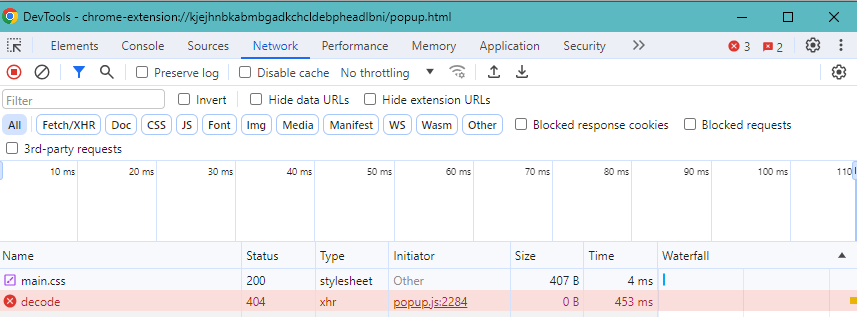 DevTools - chrome-extension://kjejhnbkabmbgadkchcldebpheadlbni/popup.html
Elements Console Sources Network Performance Memory Application Security 3 2
Preserve log Disable cache No throttling
Filter Invert Hide data URLs Hide extension URLs
All Fetch/XHR Doc CSS JS Font Img Media Manifest WS Wasm Other Blocked response cookies Blocked requests
3rd-party requests
10 ms 20 ms 30 ms 40 ms 50 ms 60 ms 70 ms 80 ms 90 ms 100 ms 110
Name Status Type Initiator Size Time Waterfall
main.css 200 stylesheet Other 407 B 4 ms
decode 404 xhr popup.js:2284 0 B 453 ms